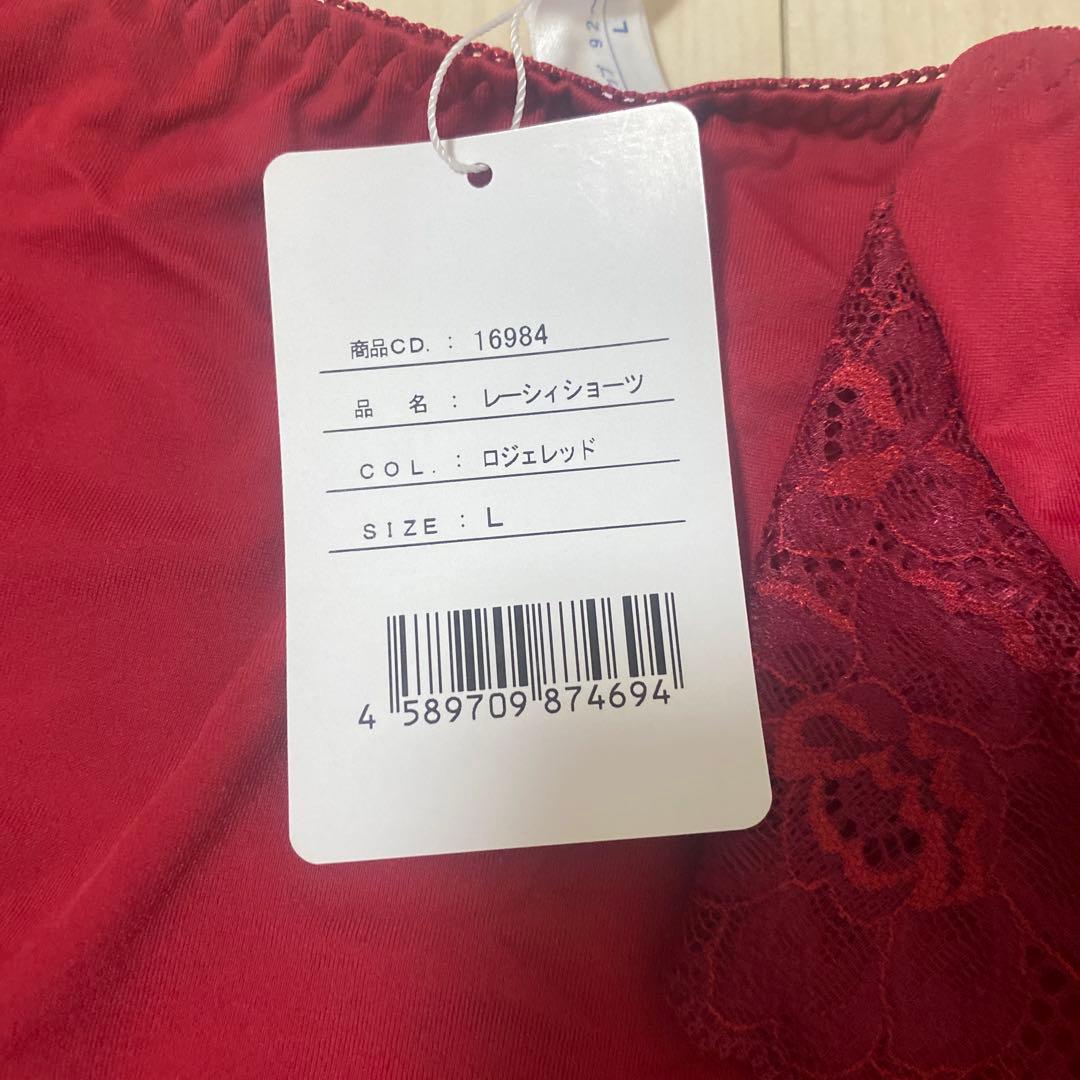 92~
L
商品CD.: 16984
品 名 : レーシィショーツ
COL. : ロジェレッド
SIZE : L
4 589709 874694